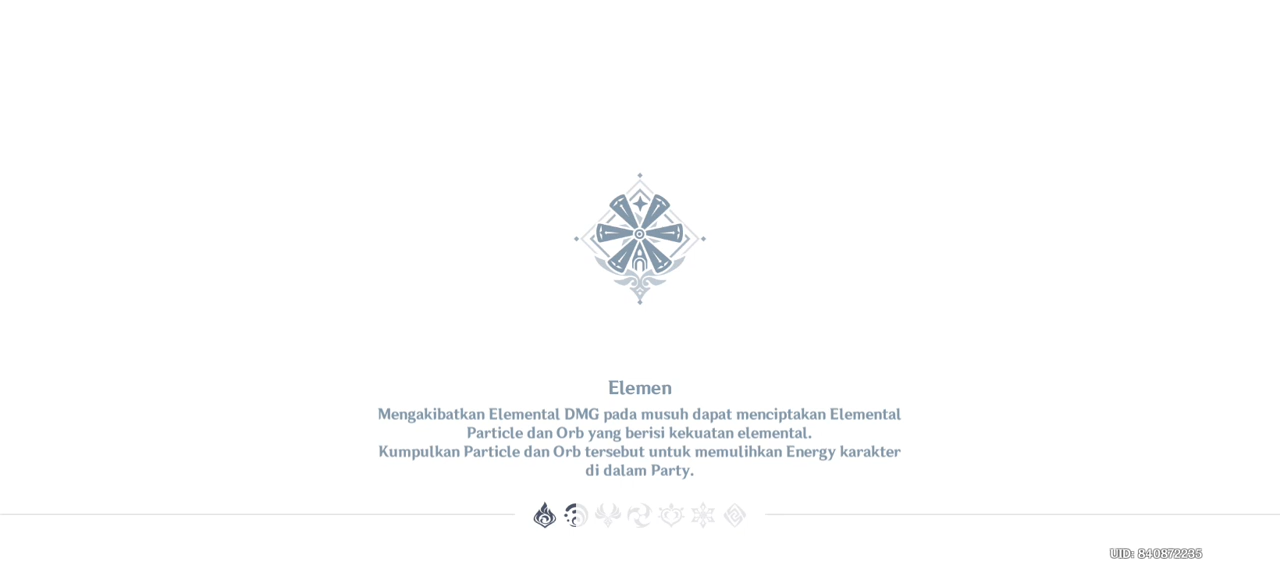 Elemen
Mengakibatkan Elemental DMG pada musuh dapat menciptakan Elemental
Particle dan Orb yang berisi kekuatan elemental.
Kumpulkan Particle dan Orb tersebut untuk memulihkan Energy karakter
di dalam Party.
UID: 840872235